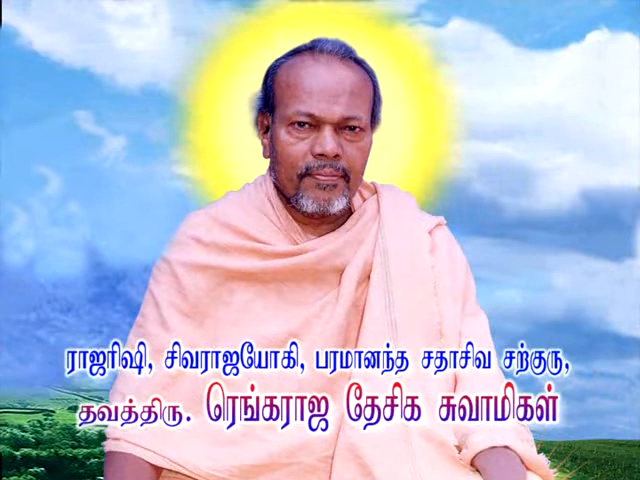 ராஜரிஷி, சிவராஜயோகி, பரமானந்த சதாசிவ சற்குரு,
தவத்திரு. ரெங்கராஜ தேசிக சுவாமிகள்